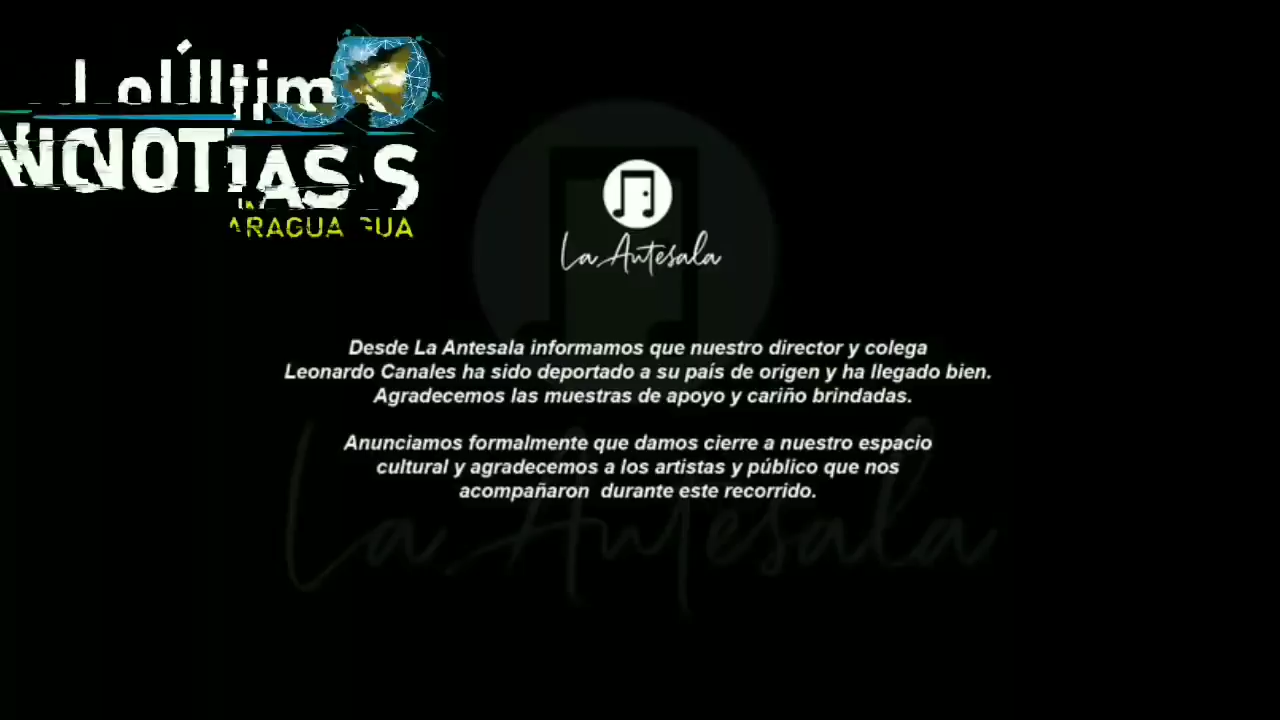 La Antesala
Desde La Antesala informamos que nuestro director y colega
Leonardo Canales ha sido deportado a su país de origen y ha llegado bien.
Agradecemos las muestras de apoyo y cariño brindadas.
Anunciamos formalmente que damos cierre a nuestro espacio
cultural y agradecemos a los artistas y público que nos
acompañaron durante este recorrido.
La Antesala